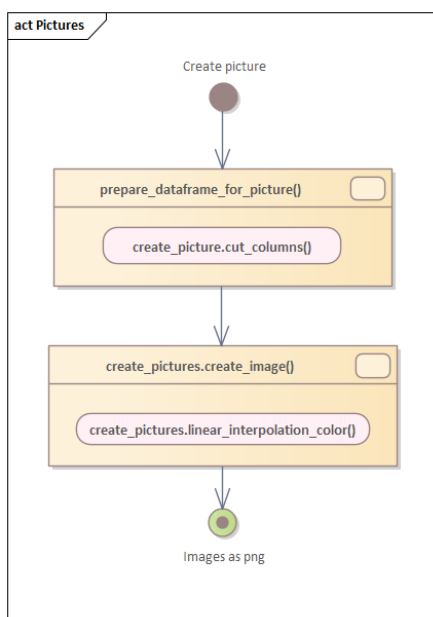 act Pictures
Create picture
prepare_dataframe_for_picture()
create_picture.cut_columns()
create_pictures.create_image()
create_pictures.linear_interpolation_color()
Images as png